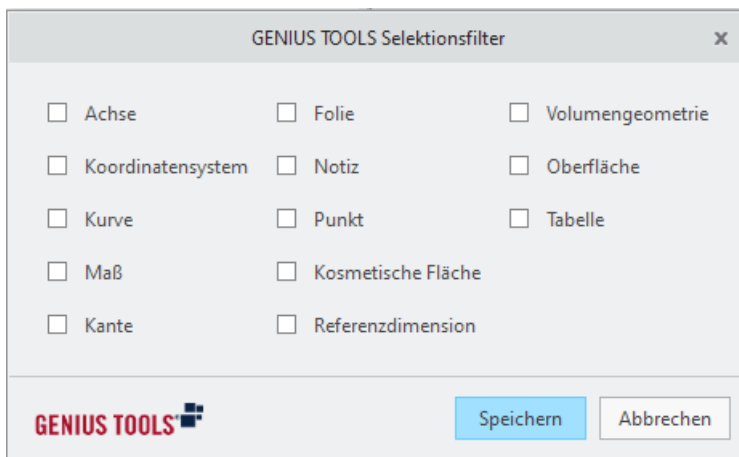 GENIUS TOOLS Selektionsfilter
Achse
Folie
Volumengeometrie
Koordinatensystem
Notiz
Oberfläche
Kurve
Punkt
Tabelle
Maß
Kosmetische Fläche
Kante
Referenzdimension
GENIUS TOOLS
Speichern
Abbrechen